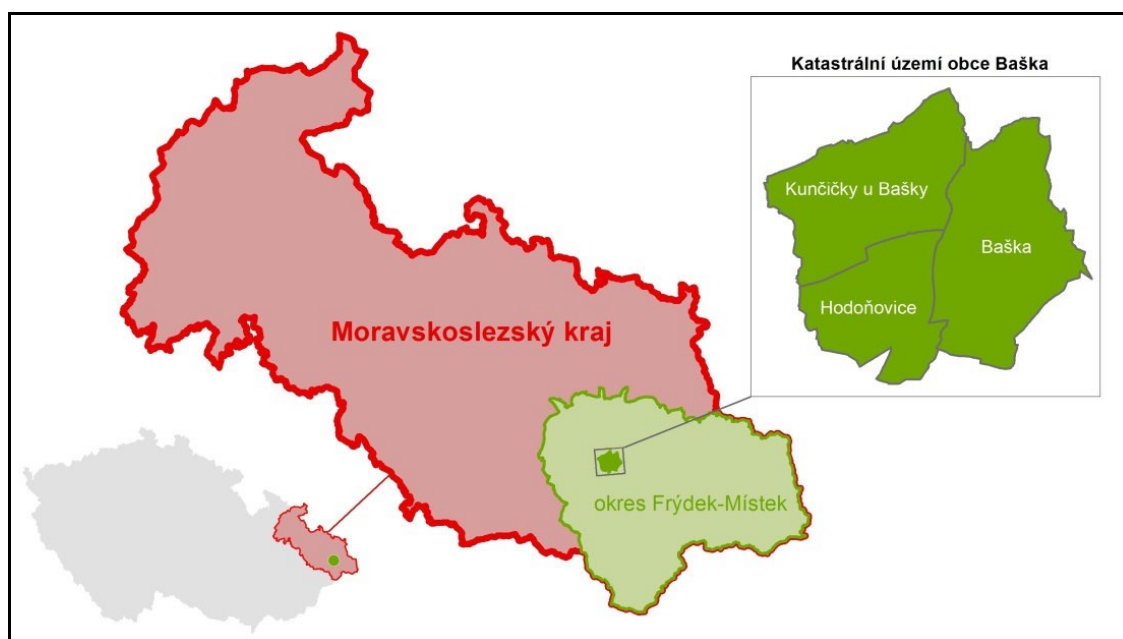 Katastrální území obce Baška
Kunčičky u Bašky
Baška
Hodoňovice
Moravskoslezský kraj
okres Frýdek-Místek